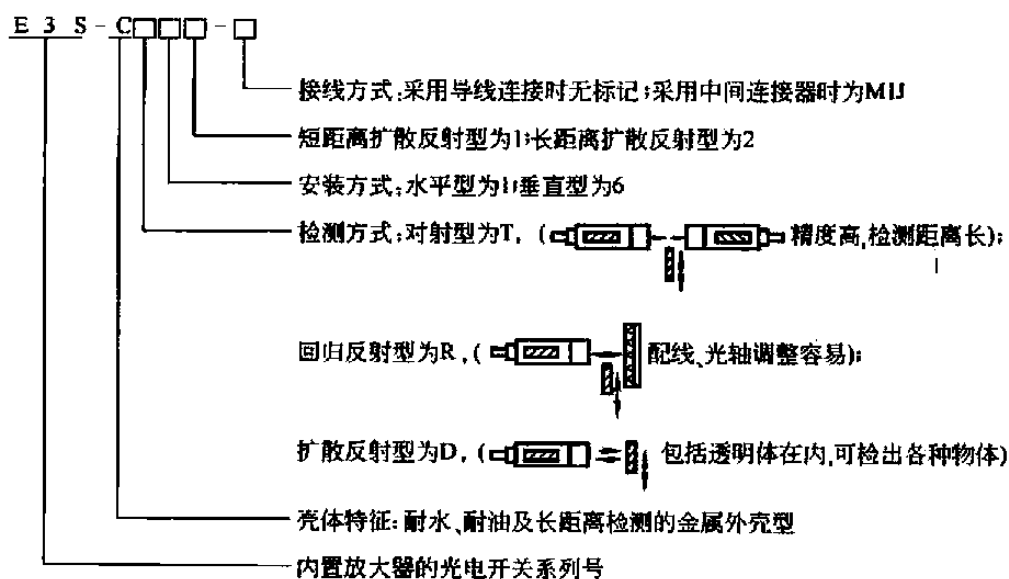 E3S-C□□□-□
接线方式:采用导线连接时无标记;采用中间连接器时为M1J
短距离扩散反射型为1;长距离扩散反射型为2
安装方式:水平型为1;垂直型为6
检测方式:对射型为T,( 精度高,检测距离长);
回归反射型为R,( 配线、光轴调整容易);
扩散反射型为D,( 包括透明体在内,可检出各种物体)
壳体特征:耐水、耐油及长距离检测的金属外壳型
内置放大器的光电开关系列号